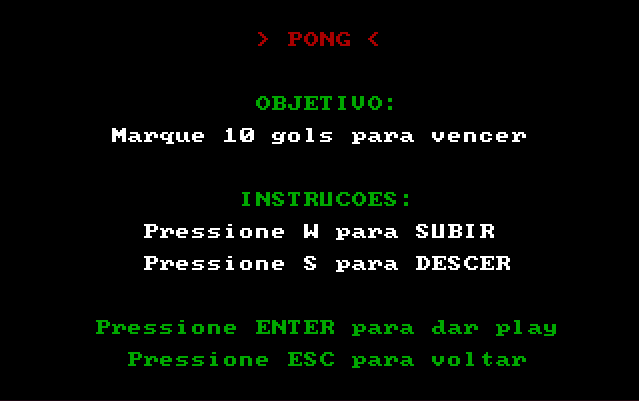 > PONG <
OBJETIVO:
Marque 10 gols para vencer
INSTRUCOES:
Pressione W para SUBIR
Pressione S para DESCER
Pressione ENTER para dar play
Pressione ESC para voltar